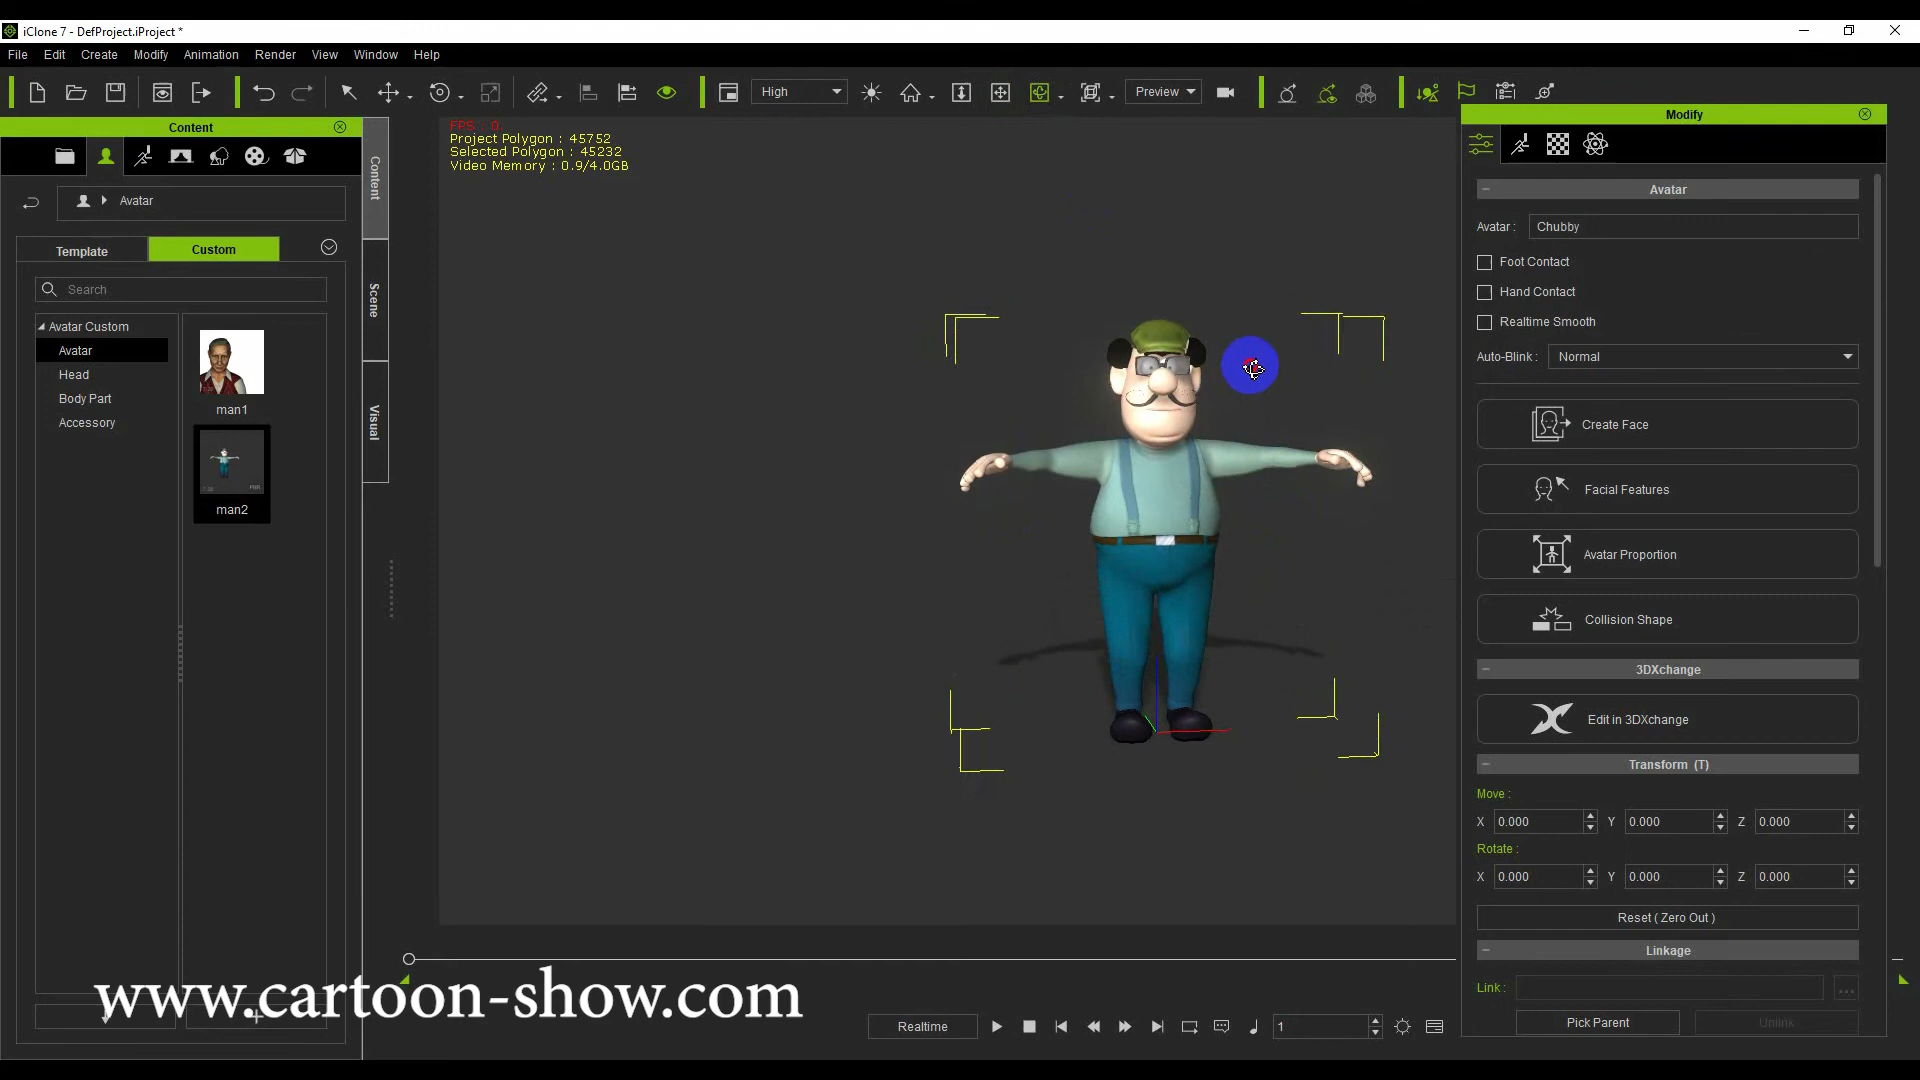 iClone 7 - DefProject.iProject *
File Edit Create Modify Animation Render View Window Help
High
Preview
Content
Modify
FPS : 0.
Project Polygon : 45752
Selected Polygon : 45232
Video Memory : 0.9/4.0GB
Content
Scene
Visual
Avatar
Template
Custom
Search
Avatar Custom
Avatar
Head
Body Part
Accessory
man1
man2
Avatar
Avatar : Chubby
Foot Contact
Hand Contact
Realtime Smooth
Auto-Blink : Normal
Create Face
Facial Features
Avatar Proportion
Collision Shape
3DXchange
Edit in 3DXchange
Transform (T)
Move :
X 0.000 Y 0.000 Z 0.000
Rotate :
X 0.000 Y 0.000 Z 0.000
Reset ( Zero Out )
Linkage
Link : ...
Pick Parent Unlink
www.cartoon-show.com
Realtime
1